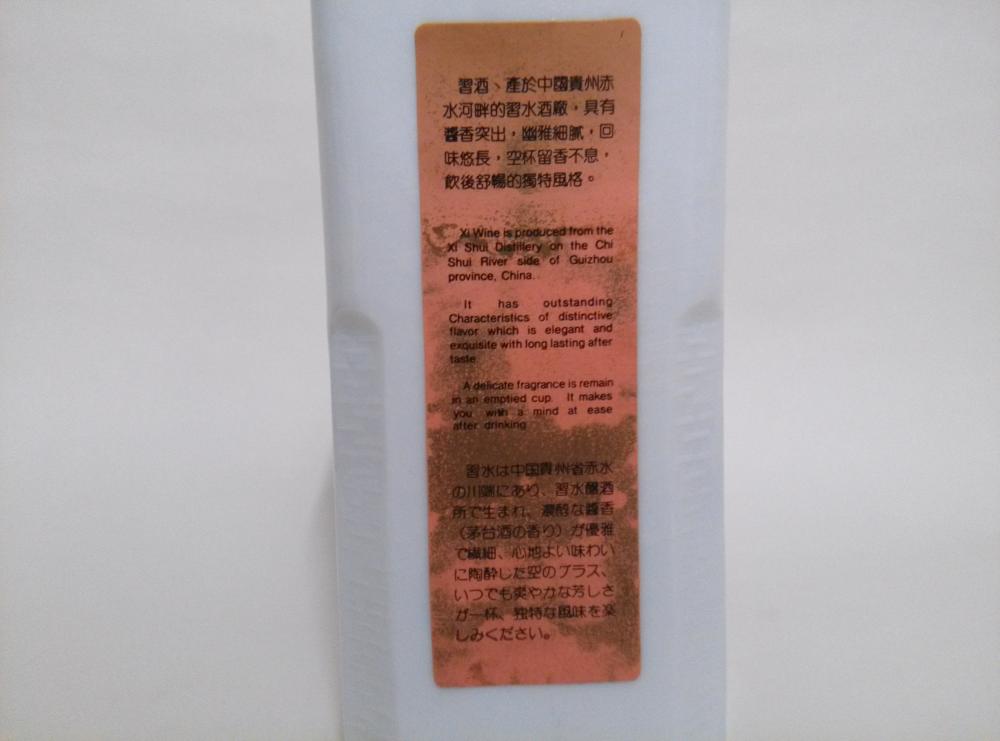 習酒、產於中國貴州赤
水河畔的習水酒廠，具有
醬香突出，幽雅細膩，回
味悠長，空杯留香不息，
飲後舒暢的獨特風格。
Xi Wine is produced from the
Xi Shui Distillery on the Chi
Shui River side of Guizhou
province, China.
It has outstanding
Characteristics of distinctive
flavor which is elegant and
exquisite with long lasting after
taste
A delicate fragrance is remain
in an emptied cup. It makes
you with a mind at ease
after drinking
習水は中国貴州省赤水
の川端にあり、習水醸酒
所で生まれ、濃醇な醬香
（茅台酒の香り）が優雅
で繊細、心地よい味わい
に陶酔した空のグラス、
いつでも爽やかな芳しさ
が一杯、独特な風味を楽
しみください。